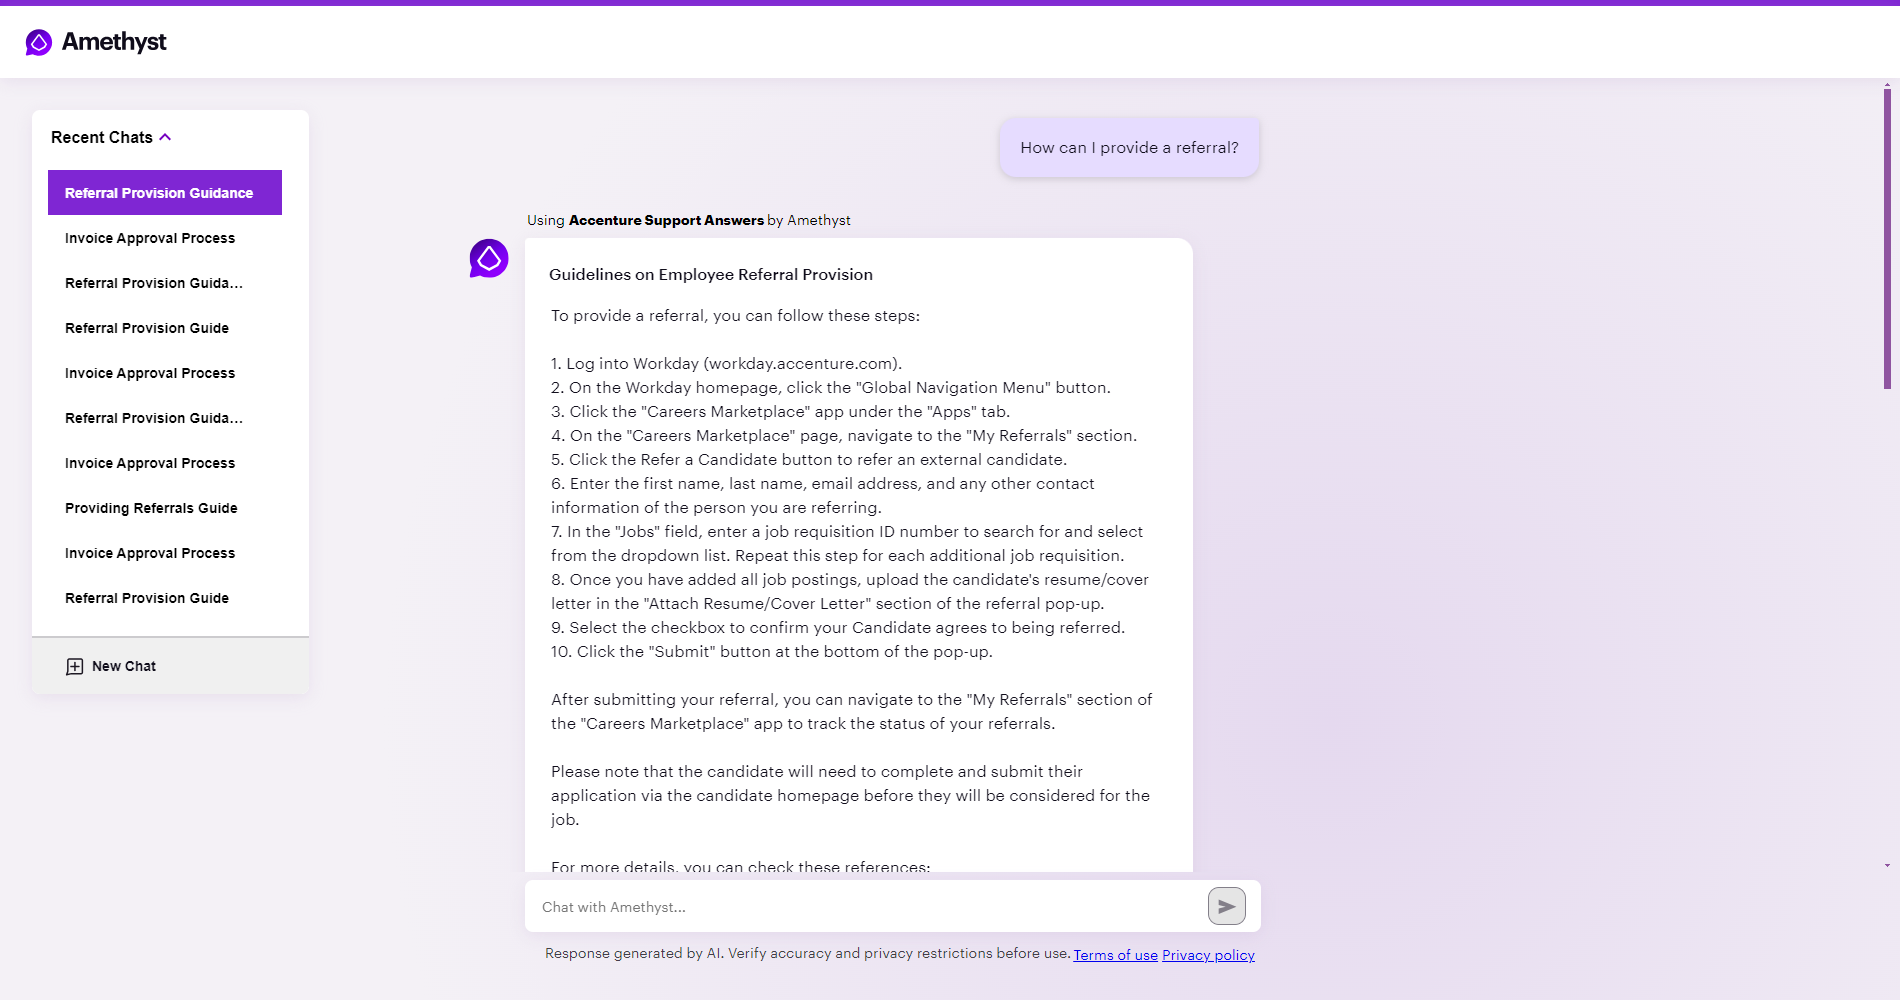 Amethyst
Recent Chats
Referral Provision Guidance
Invoice Approval Process
Referral Provision Guida...
Referral Provision Guide
Invoice Approval Process
Referral Provision Guida...
Invoice Approval Process
Providing Referrals Guide
Invoice Approval Process
Referral Provision Guide
New Chat
How can I provide a referral?
Using Accenture Support Answers by Amethyst
Guidelines on Employee Referral Provision
To provide a referral, you can follow these steps:
1. Log into Workday (workday.accenture.com).
2. On the Workday homepage, click the "Global Navigation Menu" button.
3. Click the "Careers Marketplace" app under the "Apps" tab.
4. On the "Careers Marketplace" page, navigate to the "My Referrals" section.
5. Click the Refer a Candidate button to refer an external candidate.
6. Enter the first name, last name, email address, and any other contact
information of the person you are referring.
7. In the "Jobs" field, enter a job requisition ID number to search for and select
from the dropdown list. Repeat this step for each additional job requisition.
8. Once you have added all job postings, upload the candidate's resume/cover
letter in the "Attach Resume/Cover Letter" section of the referral pop-up.
9. Select the checkbox to confirm your Candidate agrees to being referred.
10. Click the "Submit" button at the bottom of the pop-up.
After submitting your referral, you can navigate to the "My Referrals" section of
the "Careers Marketplace" app to track the status of your referrals.
Please note that the candidate will need to complete and submit their
application via the candidate homepage before they will be considered for the
job.
For more details, you can check these references:
Chat with Amethyst...
Response generated by AI. Verify accuracy and privacy restrictions before use. Terms of use Privacy policy